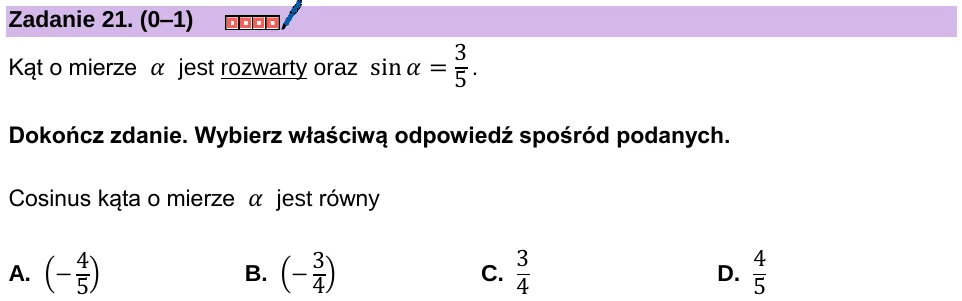 Zadanie 21. (0–1)
Kąt o mierze α jest rozwarty oraz sin α = 3/5.
Dokończ zdanie. Wybierz właściwą odpowiedź spośród podanych.
Cosinus kąta o mierze α jest równy
A. (−4/5) B. (−3/4) C. 3/4 D. 4/5